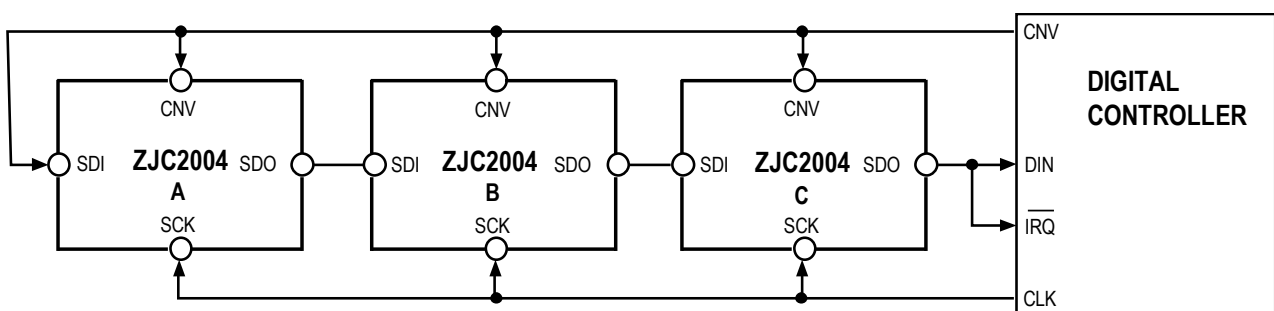 CNV
DIGITAL
CONTROLLER
CNV
CNV
CNV
SDI ZJC2004 SDO
A
SCK
SDI ZJC2004 SDO
B
SCK
SDI ZJC2004 SDO
C
SCK
DIN
IRQ
CLK